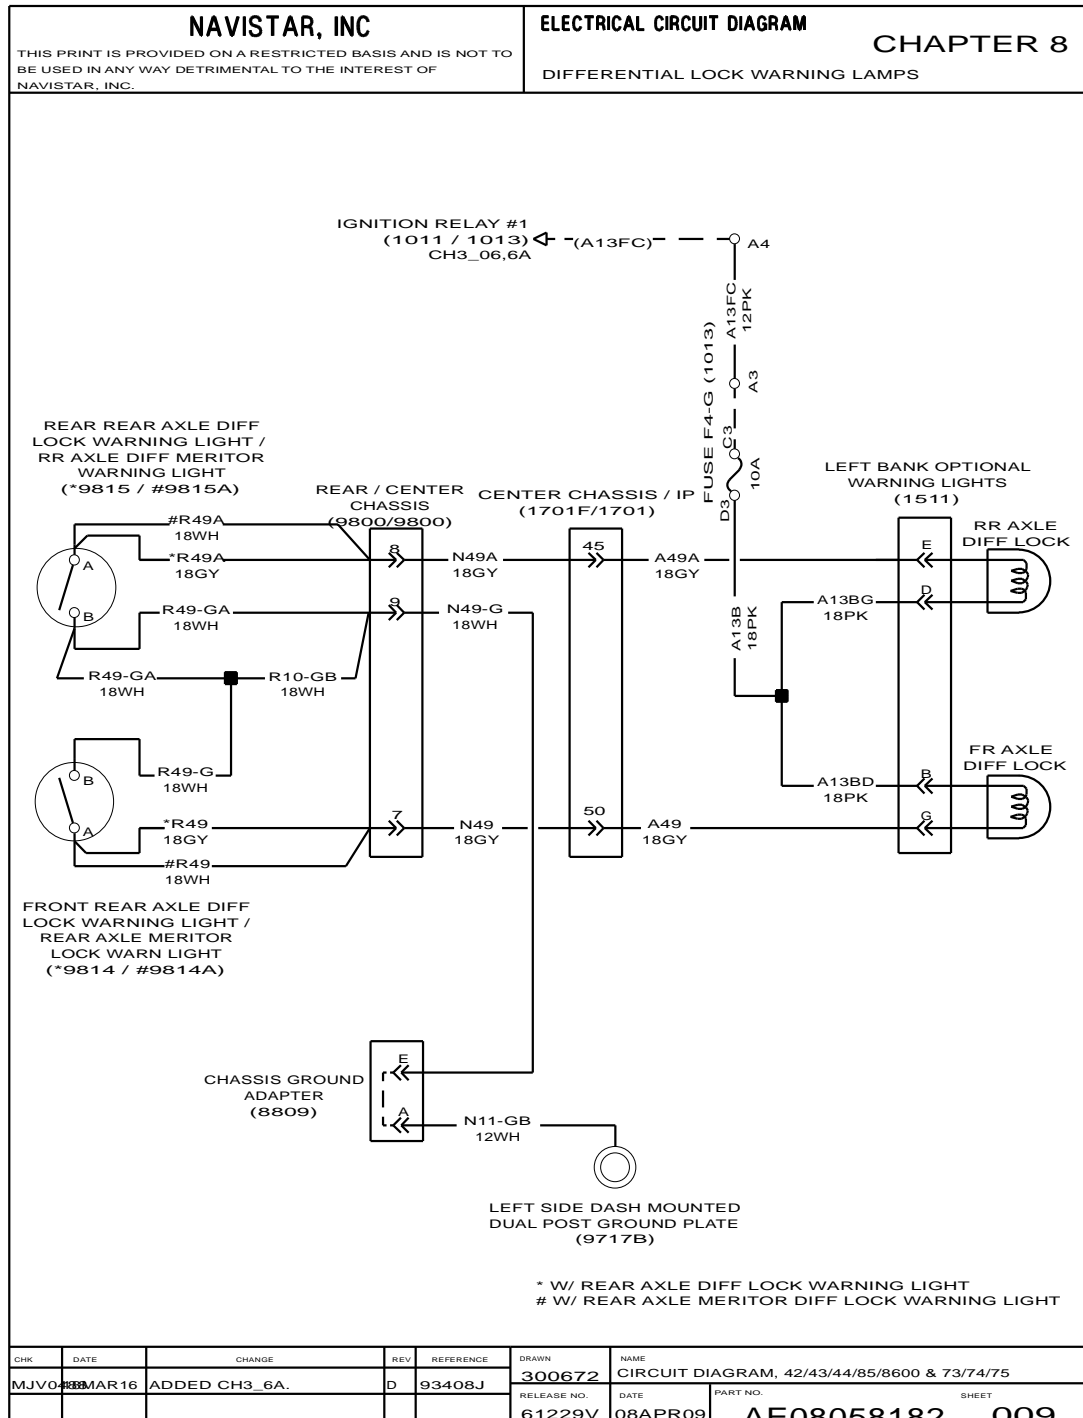 NAVISTAR, INC
THIS PRINT IS PROVIDED ON A RESTRICTED BASIS AND IS NOT TO
BE USED IN ANY WAY DETRIMENTAL TO THE INTEREST OF
NAVISTAR, INC.
ELECTRICAL CIRCUIT DIAGRAM
CHAPTER 8
DIFFERENTIAL LOCK WARNING LAMPS
IGNITION RELAY #1
(1011 / 1013)
CH3_06,6A
(A13FC)
A4
A13FC
12PK
A3
FUSE F4-G (1013)
C3
10A
D3
A13B
18PK
REAR REAR AXLE DIFF
LOCK WARNING LIGHT /
RR AXLE DIFF MERITOR
WARNING LIGHT
(*9815 / #9815A)
REAR / CENTER
CHASSIS
(9800/9800)
CENTER CHASSIS / IP
(1701F/1701)
LEFT BANK OPTIONAL
WARNING LIGHTS
(1511)
RR AXLE
DIFF LOCK
#R49A
18WH
A
*R49A
18GY
8
N49A
18GY
45
A49A
18GY
E
B
R49-GA
18WH
9
N49-G
18WH
A13BG
18PK
D
R49-GA
18WH
R10-GB
18WH
FR AXLE
DIFF LOCK
B
R49-G
18WH
A13BD
18PK
B
A
*R49
18GY
7
N49
18GY
50
A49
18GY
G
#R49
18WH
FRONT REAR AXLE DIFF
LOCK WARNING LIGHT /
REAR AXLE MERITOR
LOCK WARN LIGHT
(*9814 / #9814A)
CHASSIS GROUND
ADAPTER
(8809)
E
A
N11-GB
12WH
LEFT SIDE DASH MOUNTED
DUAL POST GROUND PLATE
(9717B)
* W/ REAR AXLE DIFF LOCK WARNING LIGHT
# W/ REAR AXLE MERITOR DIFF LOCK WARNING LIGHT
CHK DATE CHANGE REV REFERENCE
ADDED CH3_6A. D 93408J
DRAWN
300672
NAME
CIRCUIT DIAGRAM, 42/43/44/85/8600 & 73/74/75
RELEASE NO.
61229V
DATE
08APR09
PART NO.
AE08058182
SHEET
009